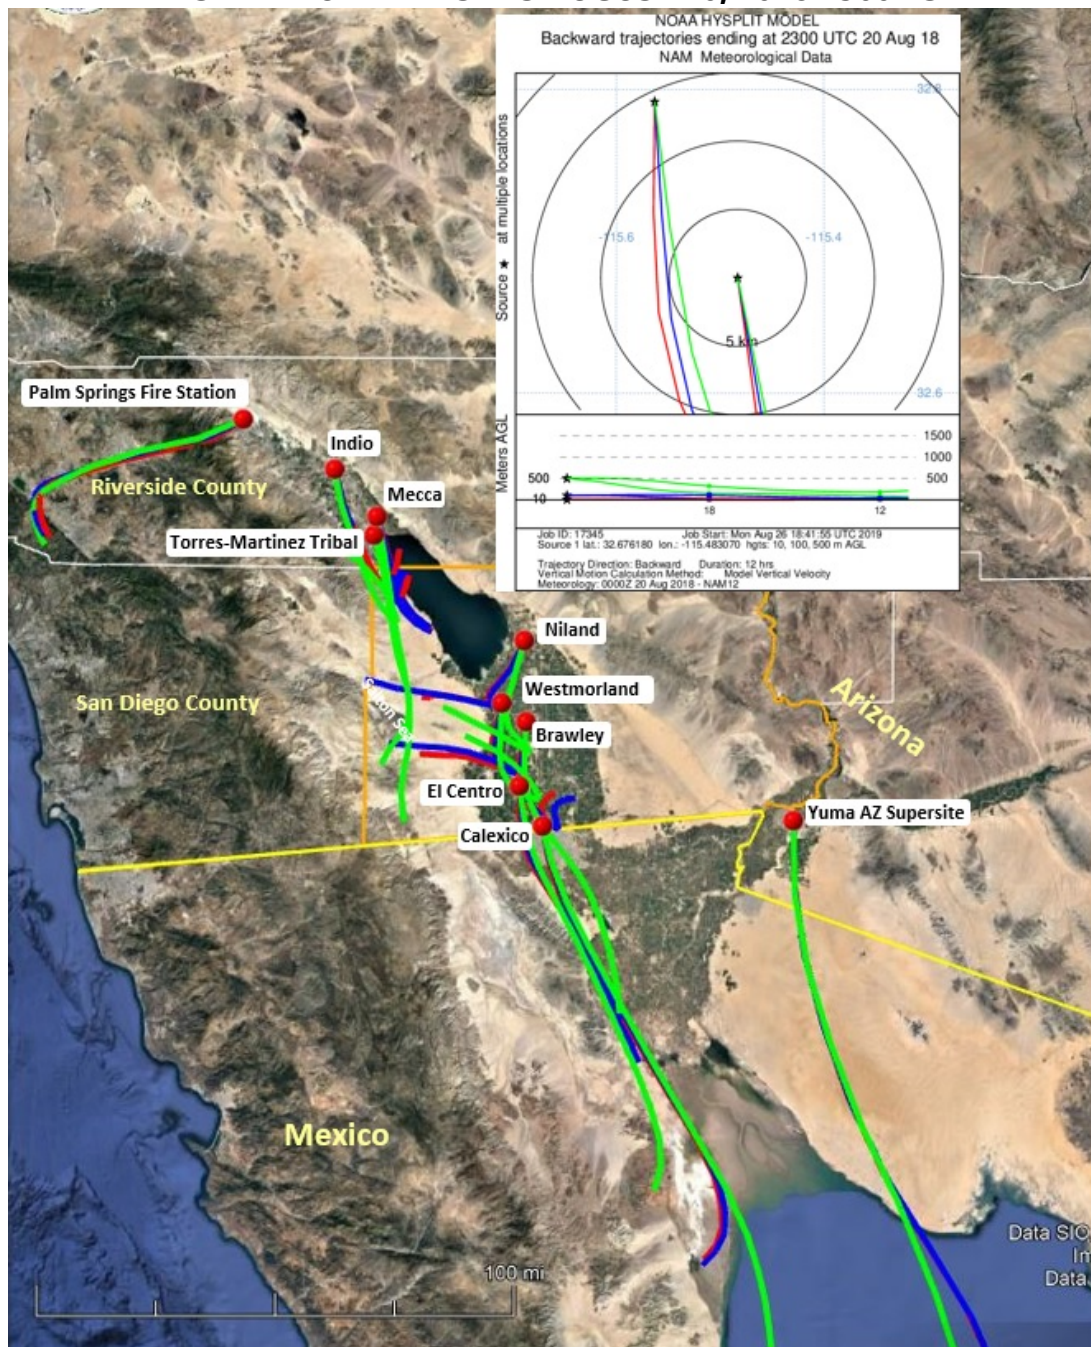 NOAA HYSPLIT MODEL
Backward trajectories ending at 2300 UTC 20 Aug 18
NAM Meteorological Data
Source ★ at multiple locations
32.8
-115.6
-115.4
5 km
32.6
Meters AGL
1500
1000
500
500
10
18
12
Job ID: 17345 Job Start: Mon Aug 26 18:41:55 UTC 2019
Source 1 lat.: 32.676180 lon.: -115.483070 hgts: 10, 100, 500 m AGL
Trajectory Direction: Backward Duration: 12 hrs
Vertical Motion Calculation Method: Model Vertical Velocity
Meteorology: 0000Z 20 Aug 2018 - NAM12
Palm Springs Fire Station
Indio
Riverside County
Mecca
Torres-Martinez Tribal
Niland
San Diego County
Westmorland
Arizona
Brawley
El Centro
Yuma AZ Supersite
Calexico
Mexico
Data SIO
Data
100 mi